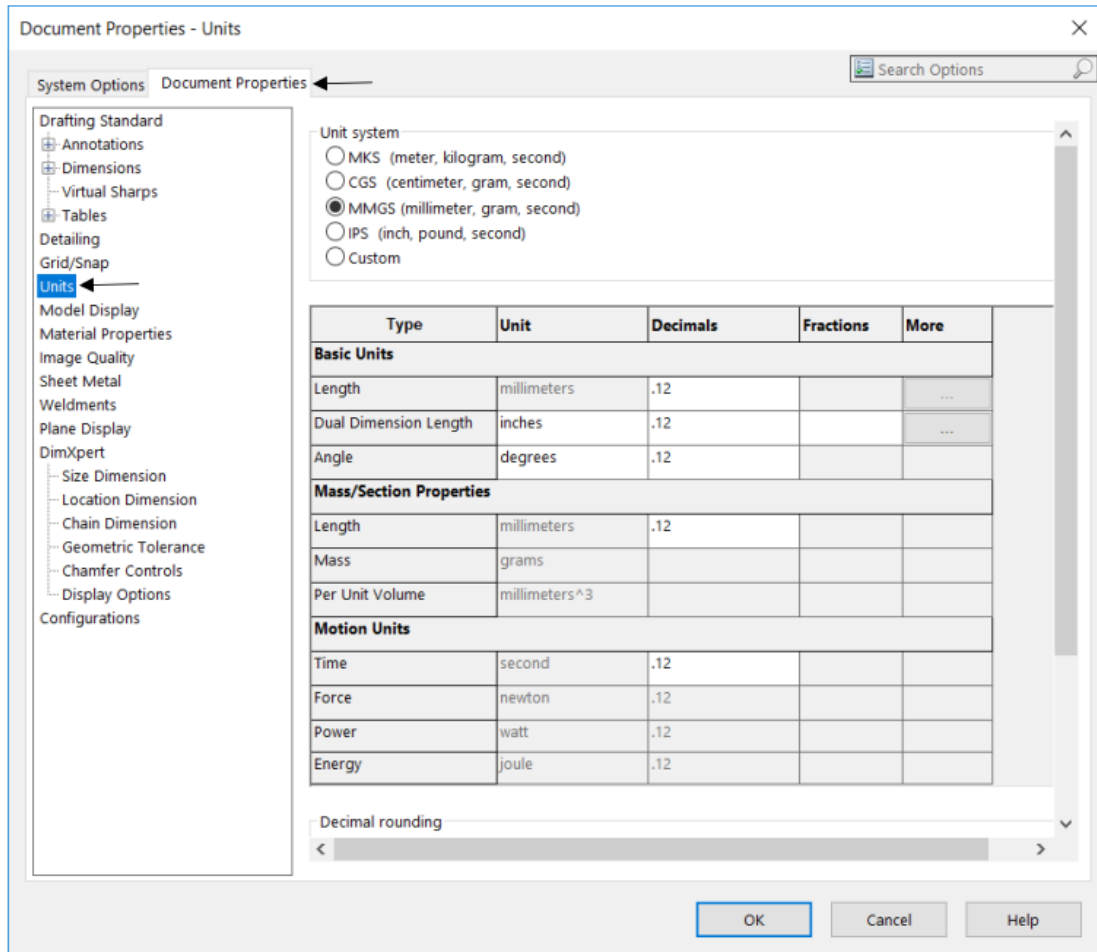 Document Properties - Units
System Options Document Properties
Search Options
Drafting Standard
Annotations
Dimensions
Virtual Sharps
Tables
Detailing
Grid/Snap
Units
Model Display
Material Properties
Image Quality
Sheet Metal
Weldments
Plane Display
DimXpert
Size Dimension
Location Dimension
Chain Dimension
Geometric Tolerance
Chamfer Controls
Display Options
Configurations
Unit system
MKS (meter, kilogram, second)
CGS (centimeter, gram, second)
MMGS (millimeter, gram, second)
IPS (inch, pound, second)
Custom
Type Unit Decimals Fractions More
Basic Units
Length millimeters .12 ...
Dual Dimension Length inches .12 ...
Angle degrees .12
Mass/Section Properties
Length millimeters .12
Mass grams
Per Unit Volume millimeters^3
Motion Units
Time second .12
Force newton .12
Power watt .12
Energy joule .12
Decimal rounding
OK Cancel Help